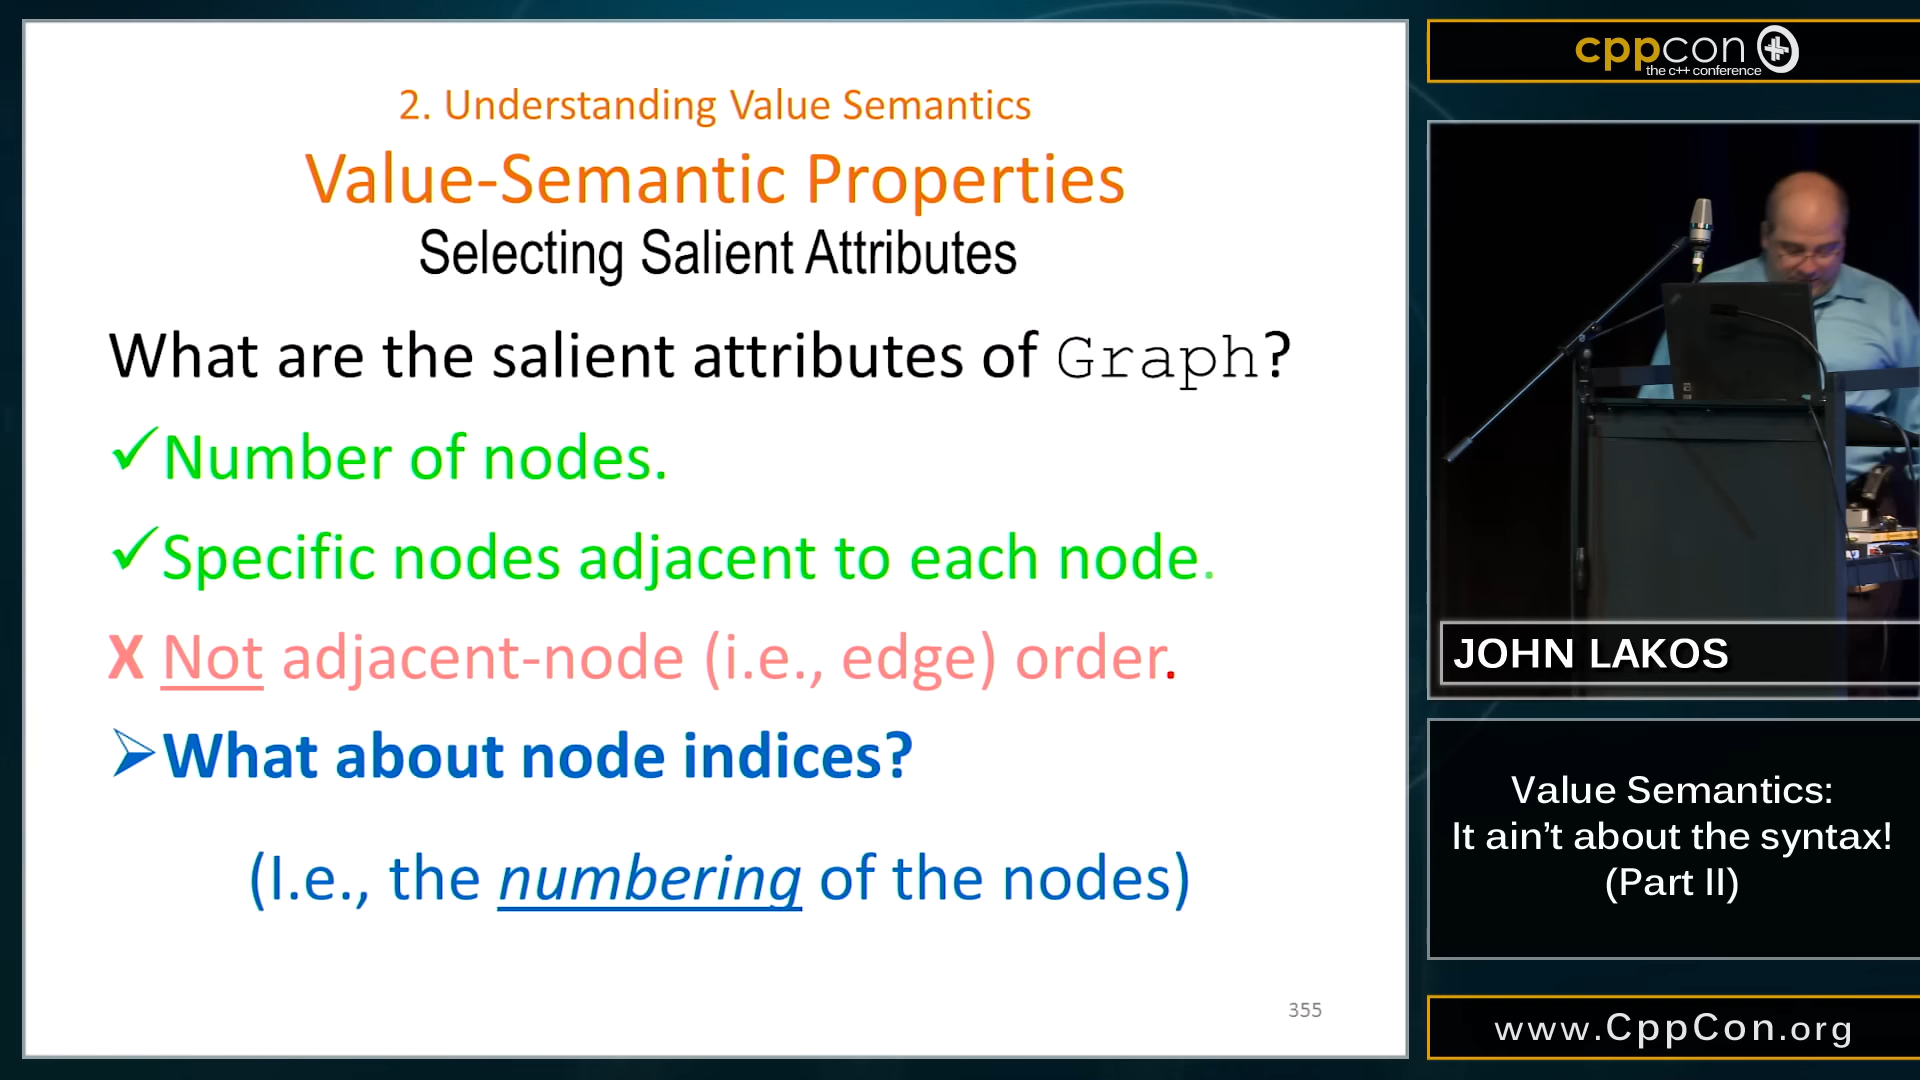 2. Understanding Value Semantics
Value-Semantic Properties
Selecting Salient Attributes
What are the salient attributes of Graph?
✓Number of nodes.
✓Specific nodes adjacent to each node.
X Not adjacent-node (i.e., edge) order.
➢What about node indices?
(I.e., the numbering of the nodes)
355
cppcon
the c++ conference
JOHN LAKOS
Value Semantics:
It ain’t about the syntax!
(Part II)
www.CppCon.org